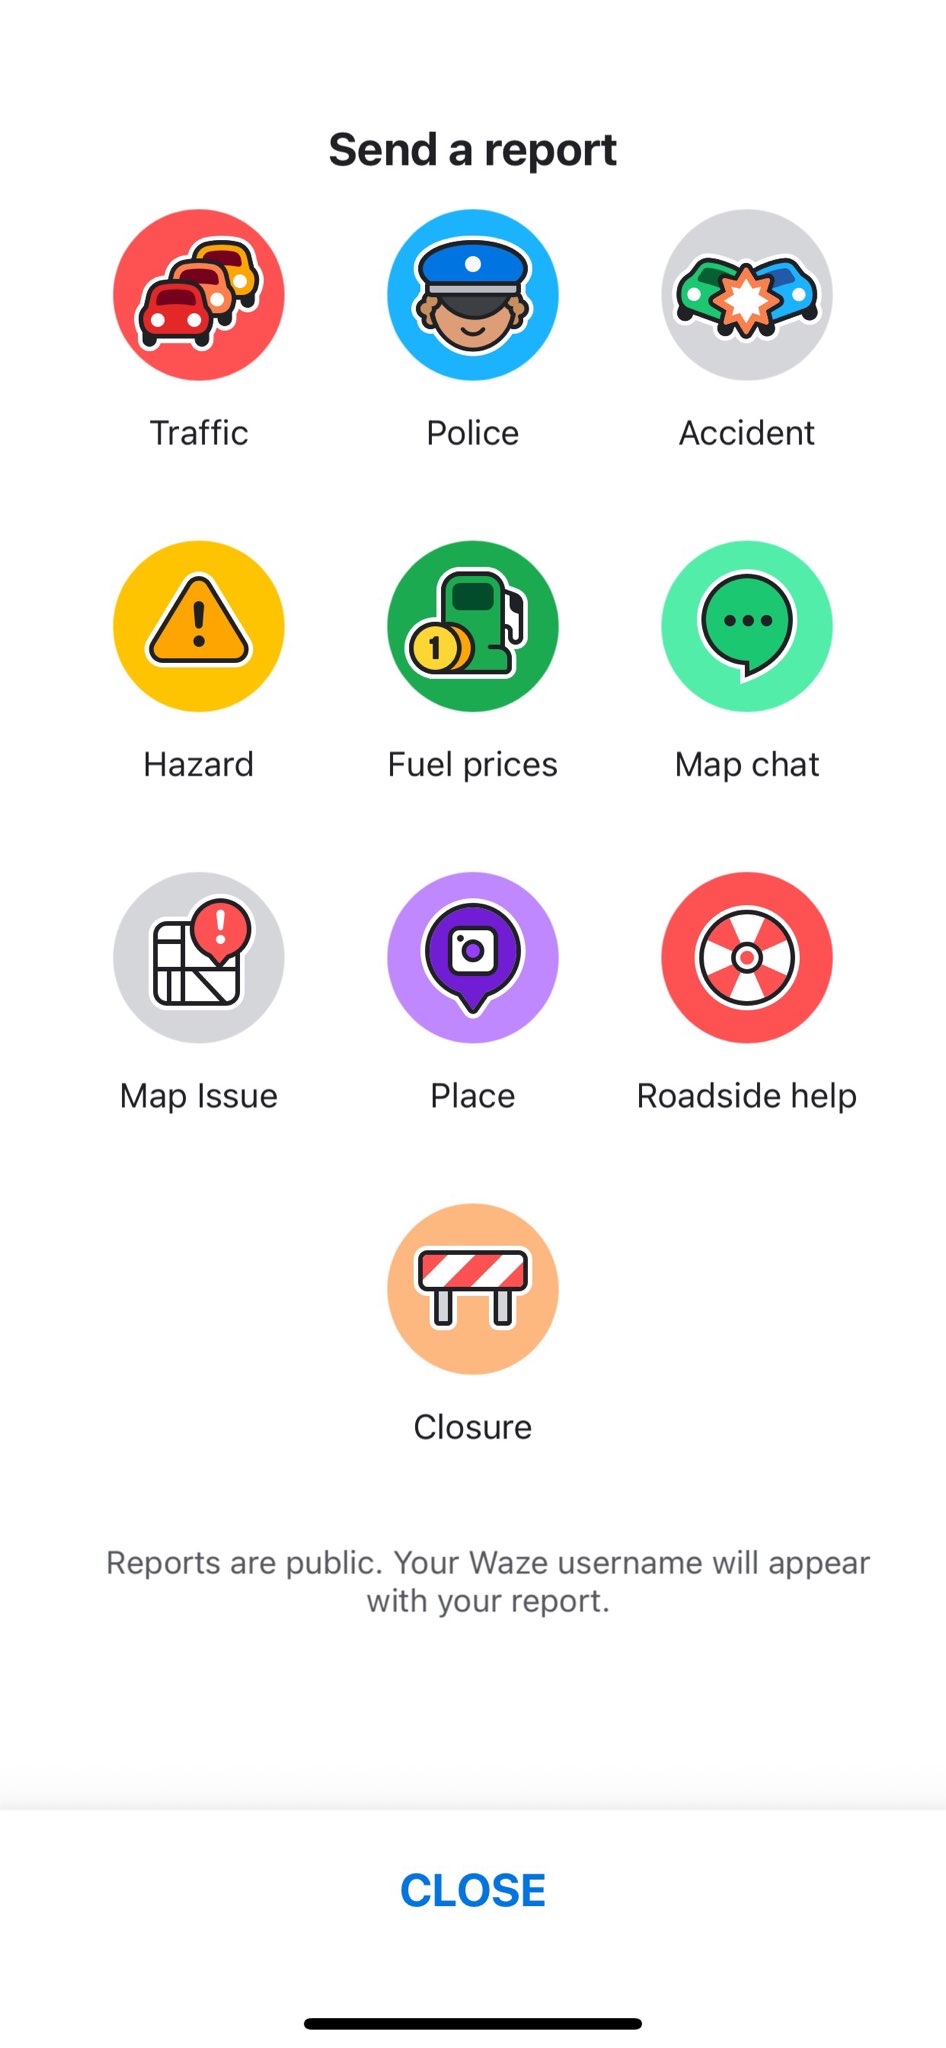 Send a report
Traffic
Police
Accident
1
Hazard
Fuel prices
Map chat
Map Issue
Place
Roadside help
Closure
Reports are public. Your Waze username will appear
with your report.
CLOSE